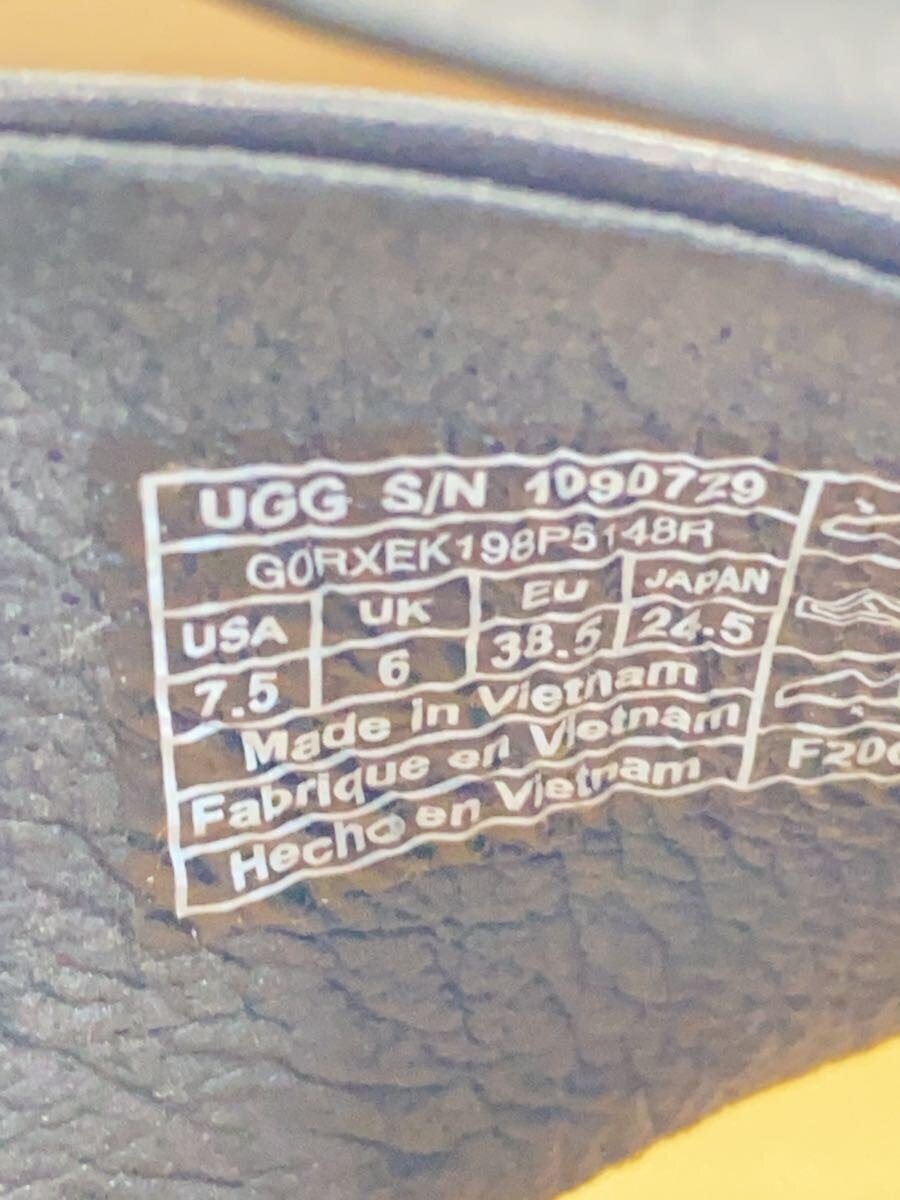 UGG S/N 1090729
GORXEK198P5148R
USA UK EU JAPAN
7.5 6 38.5 24.5
Made in Vietnam
Fabrique en Vietnam
Hecho en Vietnam